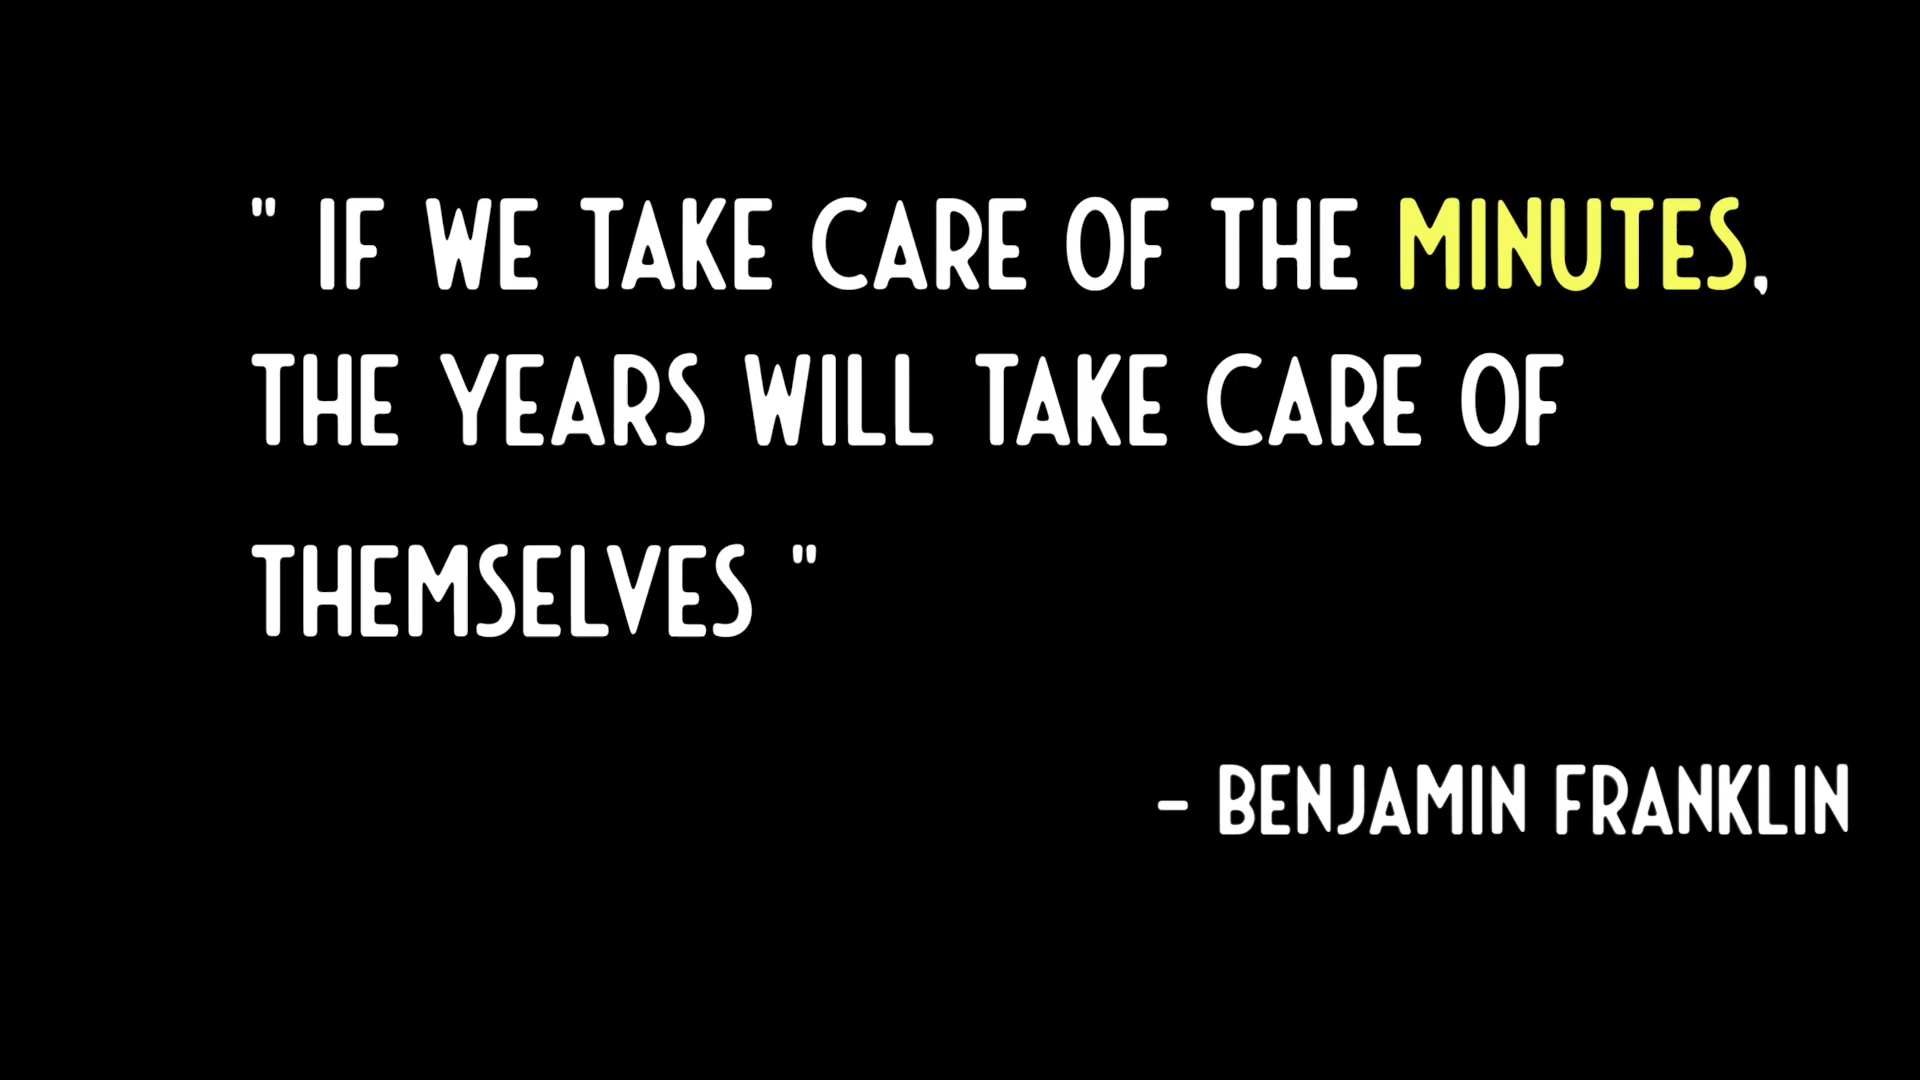 " IF WE TAKE CARE OF THE MINUTES,
THE YEARS WILL TAKE CARE OF
THEMSELVES "
- BENJAMIN FRANKLIN